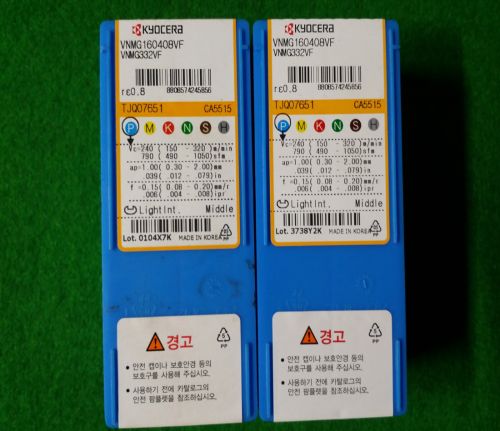 KYOCERA
VNMG160408VF
VNMG332VF
rε0.8
8808574245856
TJQ07651 CA5515
P M K N S H
Vc=240 ( 150 - 320) m/min
790 ( 490 - 1050) sfm
ap=1.00( 0.30 - 2.00) mm
.039( .012 - .079) in
f =0.15( 0.08 - 0.20) mm/r
.006( .004 - .008) ipr
LightInt. Middle
Lot. 0104X7K MADE IN KOREA
PP
경고
PP
• 안전 캡이나 보호안경 등의
보호구를 사용해 주십시오.
• 사용하기 전에 카탈로그의
안전 팜플렛을 참조하십시오.
KYOCERA
VNMG160408VF
VNMG332VF
rε0.8
8808574245856
TJQ07651 CA5515
P M K N S H
Vc=240 ( 150 - 320) m/min
790 ( 490 - 1050) sfm
ap=1.00( 0.30 - 2.00) mm
.039( .012 - .079) in
f =0.15( 0.08 - 0.20) mm/r
.006( .004 - .008) ipr
LightInt. Middle
Lot. 3738Y2K MADE IN KOREA
PP
경고
5
PP
• 안전 캡이나 보호안경 등의
보호구를 사용해 주십시오.
• 사용하기 전에 카탈로그의
안전 팜플렛을 참조하십시오.